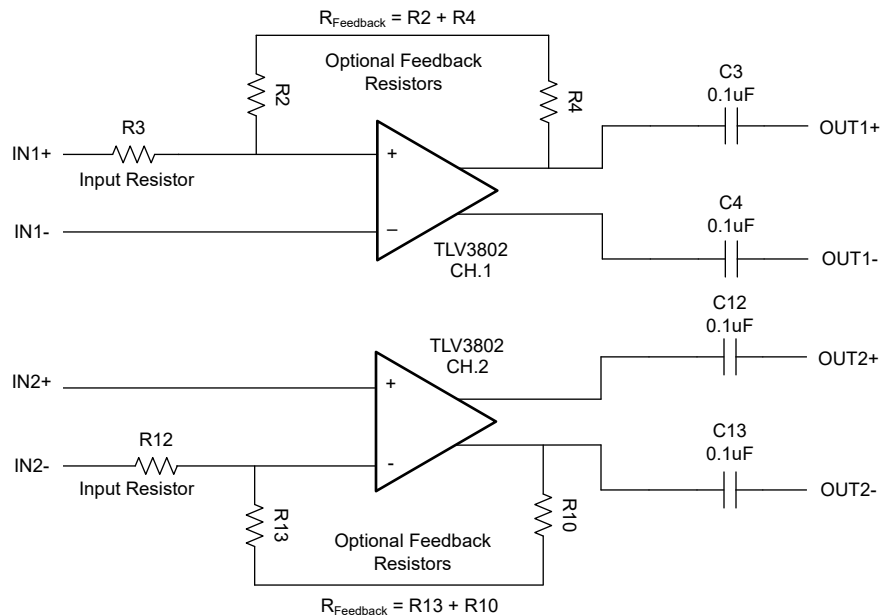 R_Feedback = R2 + R4
Optional Feedback
Resistors
R2
R4
C3
0.1uF
OUT1+
R3
IN1+
Input Resistor
+
IN1-
–
TLV3802
CH.1
C4
0.1uF
OUT1-
C12
0.1uF
TLV3802
CH.2
OUT2+
IN2+
+
R12
IN2-
Input Resistor
-
C13
0.1uF
OUT2-
R13
R10
Optional Feedback
Resistors
R_Feedback = R13 + R10